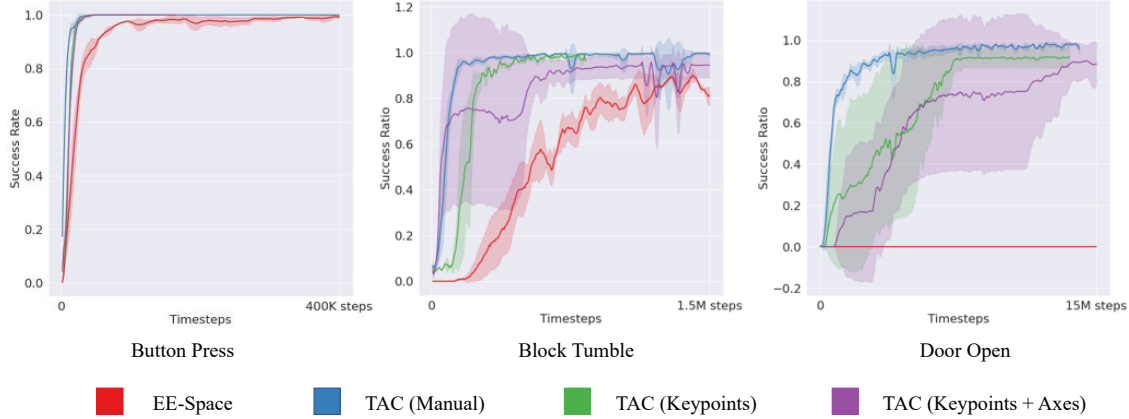 1.0
0.8
0.6
0.4
0.2
0.0
Success Rate
0
400K steps
Timesteps
Button Press
1.2
1.0
0.8
0.6
0.4
0.2
0.0
Success Ratio
0
1.5M steps
Timesteps
Block Tumble
1.0
0.8
0.6
0.4
0.2
0.0
−0.2
Success Ratio
0
15M steps
Timesteps
Door Open
EE-Space
TAC (Manual)
TAC (Keypoints)
TAC (Keypoints + Axes)